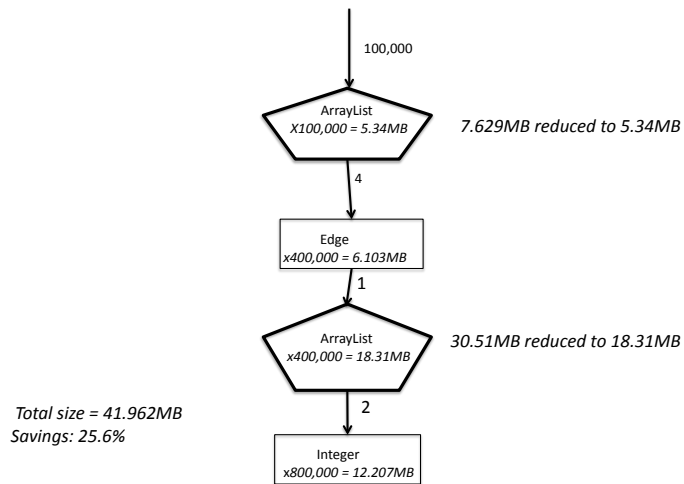 100,000
ArrayList
X100,000 = 5.34MB
7.629MB reduced to 5.34MB
4
Edge
x400,000 = 6.103MB
1
ArrayList
x400,000 = 18.31MB
30.51MB reduced to 18.31MB
2
Total size = 41.962MB
Savings: 25.6%
Integer
x800,000 = 12.207MB